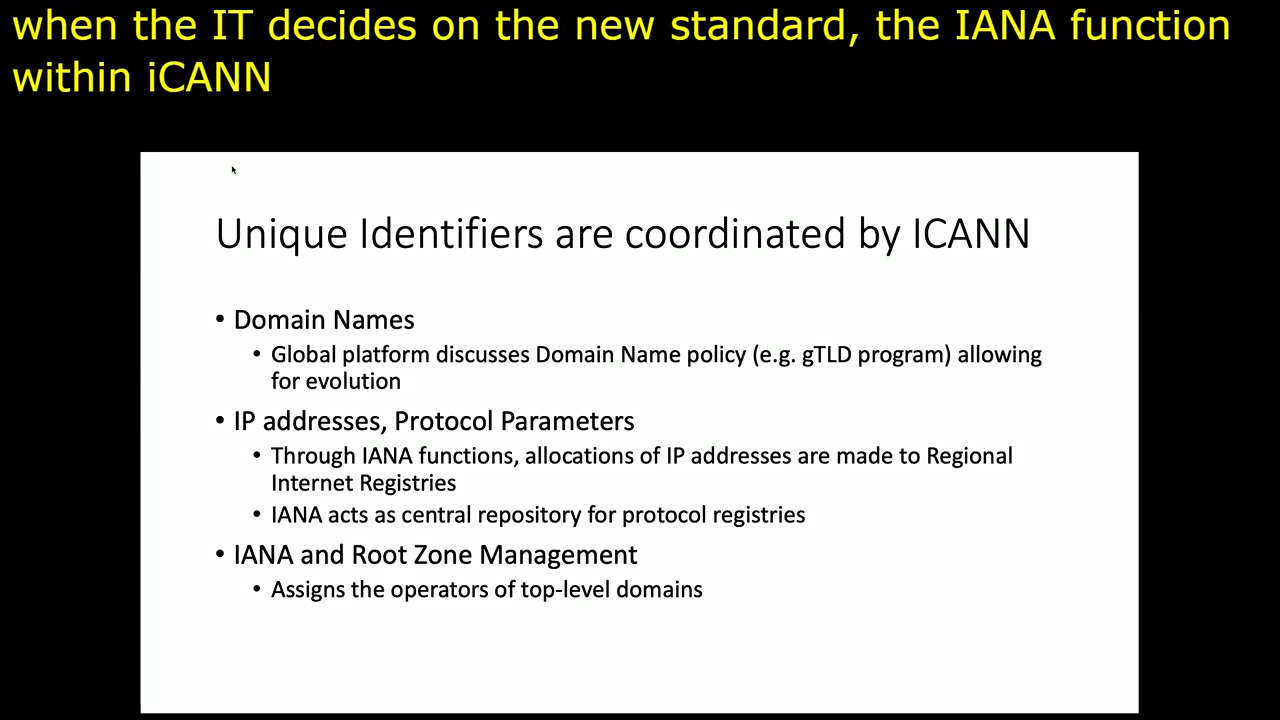 when the IT decides on the new standard, the IANA function
within iCANN
Unique Identifiers are coordinated by ICANN
• Domain Names
• Global platform discusses Domain Name policy (e.g. gTLD program) allowing
for evolution
• IP addresses, Protocol Parameters
• Through IANA functions, allocations of IP addresses are made to Regional
Internet Registries
• IANA acts as central repository for protocol registries
• IANA and Root Zone Management
• Assigns the operators of top-level domains